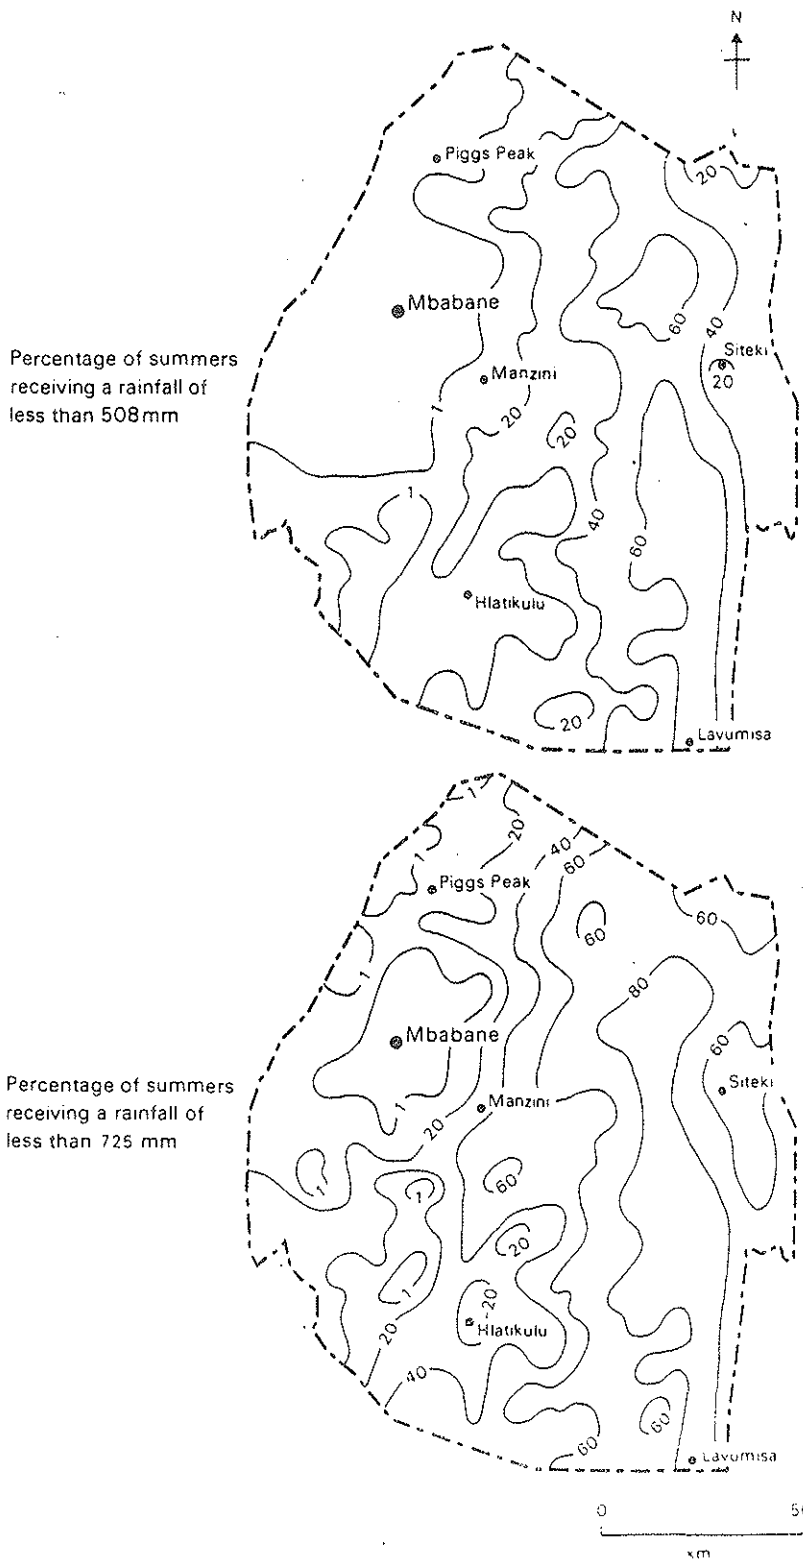 N
20
Piggs Peak
Mbabane
60
40
Percentage of summers
receiving a rainfall of
less than 508mm
Siteki
20
Manzini
1
20
20
1
40
60
Hlatikulu
20
Lavumisa
1
20
40
1
60
Piggs Peak
60
60
1
80
Mbabane
60
Percentage of summers
receiving a rainfall of
less than 725 mm
Siteki
Manzini
1
20
60
1
1
20
1
20
Hlatikulu
20
40
60
60
Lavumisa
0
km